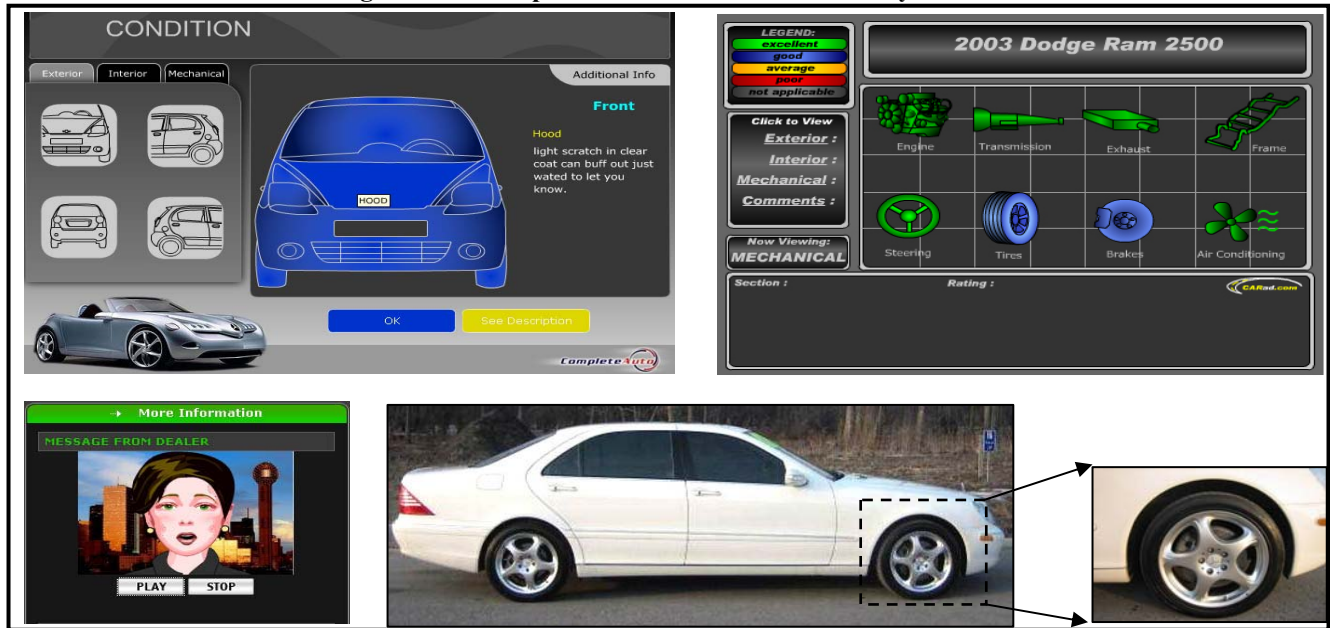 CONDITION
Exterior Interior Mechanical
Additional Info
Front
Hood
light scratch in clear
coat can buff out just
wated to let you
know.
HOOD
OK See Description
CompleteAuto
LEGEND:
excellent
good
average
poor
not applicable
2003 Dodge Ram 2500
Click to View
Exterior :
Interior :
Mechanical :
Comments :
Now Viewing:
MECHANICAL
Engine Transmission Exhaust Frame
Steering Tires Brakes Air Conditioning
Section : Rating :
CARad.com
→ More Information
MESSAGE FROM DEALER
PLAY STOP